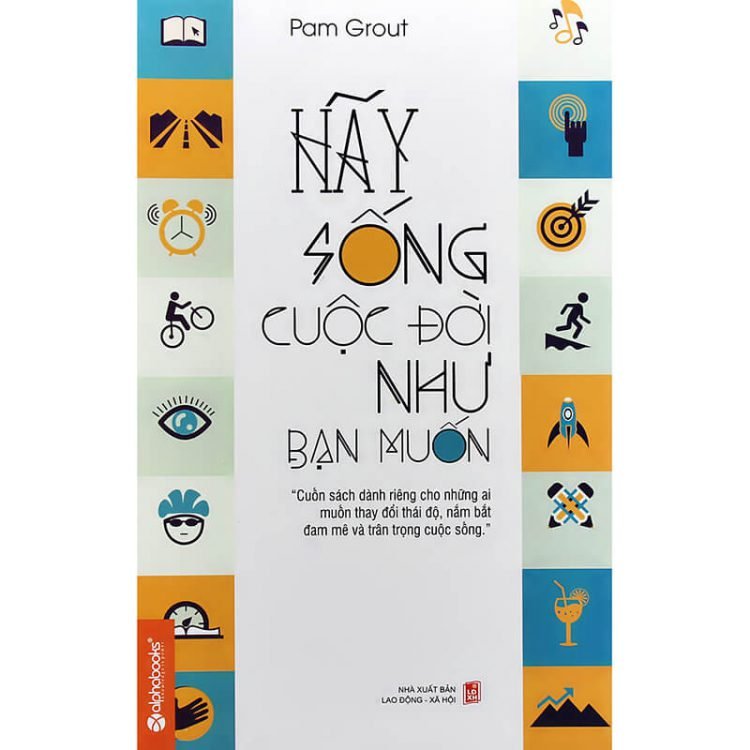 Pam Grout
HÃY
SỐNG
CUỘC ĐỜI
NHƯ
BẠN MUỐN
“Cuốn sách dành riêng cho những ai
muốn thay đổi thái độ, nắm bắt
đam mê và trân trọng cuộc sống.”
alphabooks®
NHÀ XUẤT BẢN
LAO ĐỘNG - XÃ HỘI
LĐ
XH